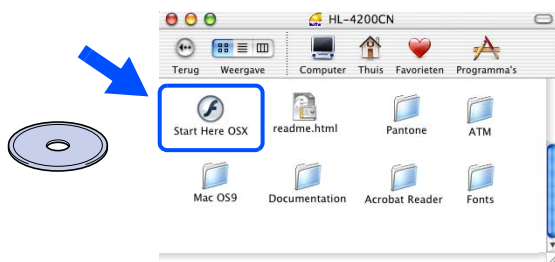 HL-4200CN
Terug Weergave Computer Thuis Favorieten Programma's
Start Here OSX readme.html Pantone ATM
Mac OS9 Documentation Acrobat Reader Fonts